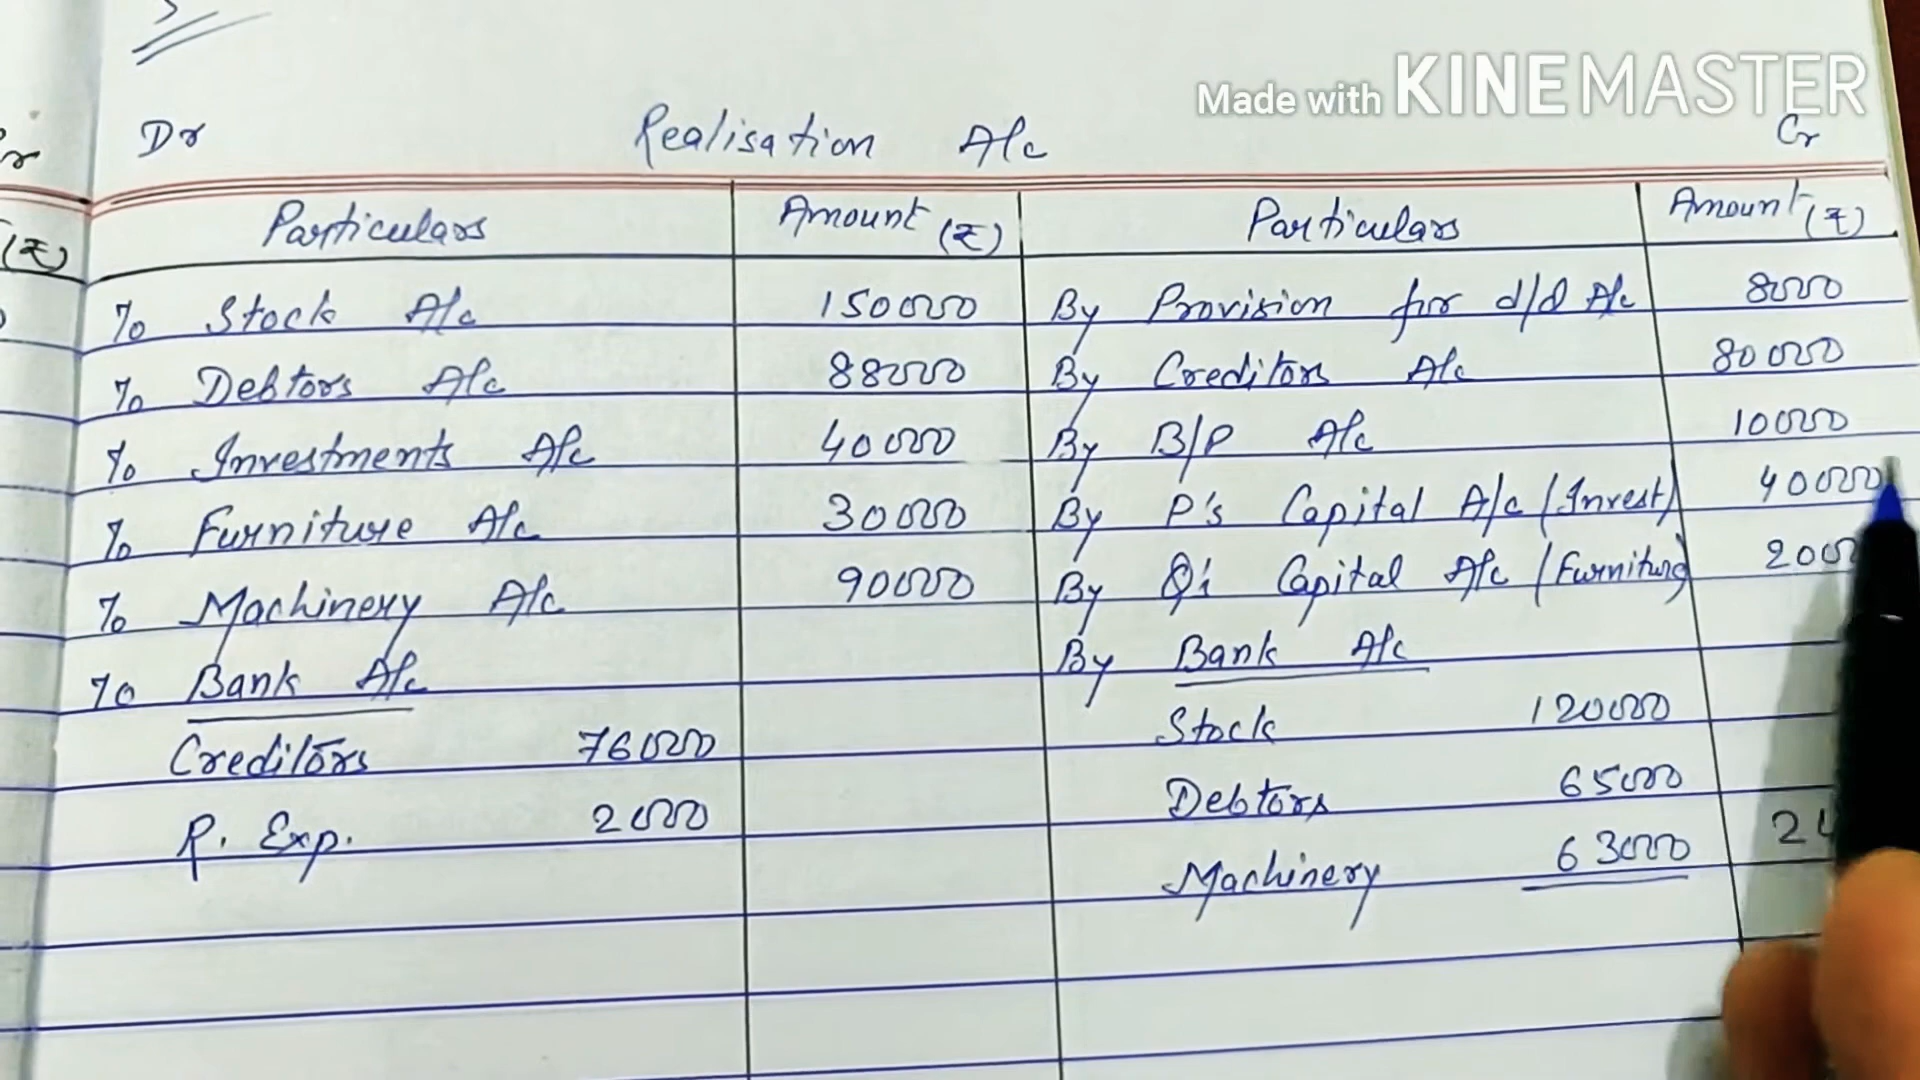 Made with KINEMASTER
Dr Realisation A/c Cr
Particulars Amount (₹) Particulars Amount (₹)
(₹)
To Stock A/c 150000 By Provision for d/d A/c 8000
To Debtors A/c 88000 By Creditors A/c 80000
To Investments A/c 40000 By B/P A/c 10000
To Furniture A/c 30000 By P's Capital A/c (Invest) 40000
To Machinery A/c 90000 By Q's Capital A/c (Furniture)
To Bank A/c By Bank A/c
Creditors 76000 Stock 120000
R. Exp. 2000 Debtors 65000
Machinery 63000